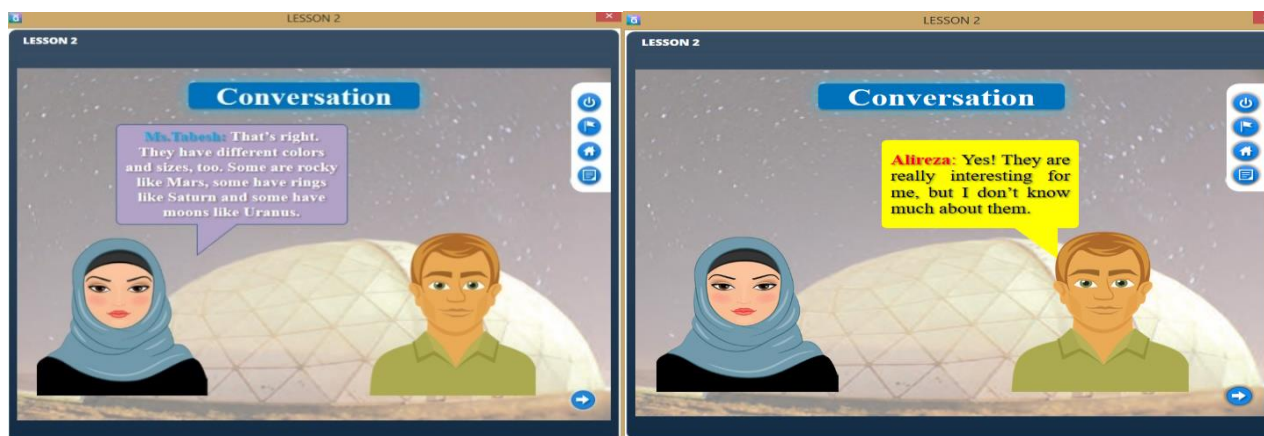 LESSON 2
LESSON 2
Conversation
Ms.Tabesh: That's right.
They have different colors
and sizes, too. Some are rocky
like Mars, some have rings
like Saturn and some have
moons like Uranus.
LESSON 2
LESSON 2
Conversation
Alireza: Yes! They are
really interesting for
me, but I don't know
much about them.